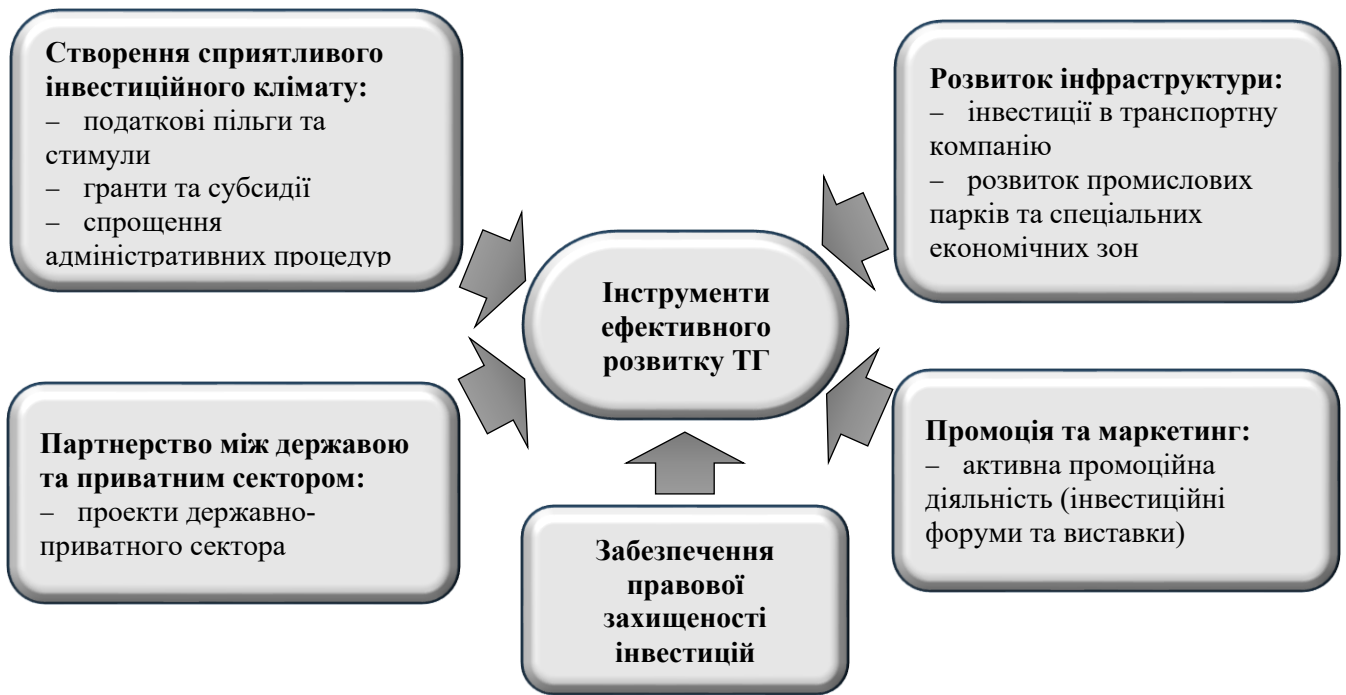 Створення сприятливого
інвестиційного клімату:
– податкові пільги та
стимули
– гранти та субсидії
– спрощення
адміністративних процедур
Розвиток інфраструктури:
– інвестиції в транспортну
компанію
– розвиток промислових
парків та спеціальних
економічних зон
Інструменти
ефективного
розвитку ТГ
Партнерство між державою
та приватним сектором:
– проекти державно-
приватного сектора
Промоція та маркетинг:
– активна промоційна
діяльність (інвестиційні
форуми та виставки)
Забезпечення
правової
захищеності
інвестицій